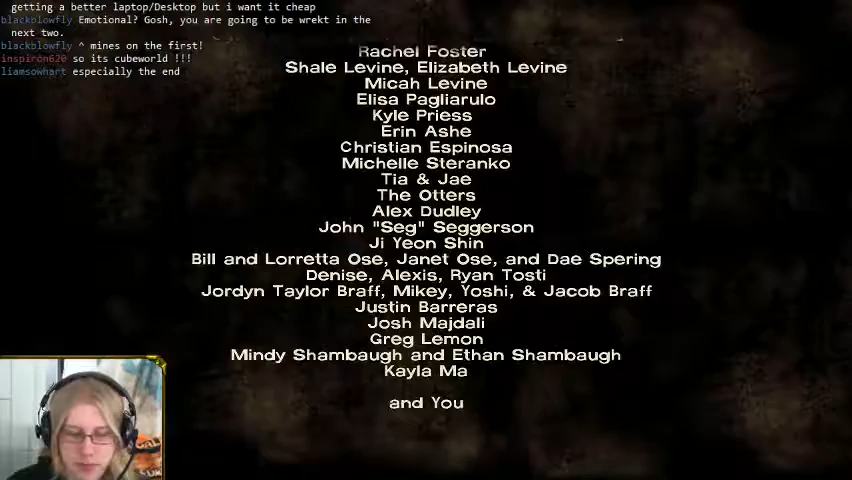 getting a better laptop/Desktop but i want it cheap
blackblowfly Emotional? Gosh, you are going to be wrekt in the
next two.
blackblowfly ^ mines on the first!
inspiron620 so its cubeworld !!!
liamsowhart especially the end
Rachel Foster
Shale Levine, Elizabeth Levine
Micah Levine
Elisa Pagliarulo
Kyle Priess
Erin Ashe
Christian Espinosa
Michelle Steranko
Tia & Jae
The Otters
Alex Dudley
John "Seg" Seggerson
Ji Yeon Shin
Bill and Lorretta Ose, Janet Ose, and Dae Spering
Denise, Alexis, Ryan Tosti
Jordyn Taylor Braff, Mikey, Yoshi, & Jacob Braff
Justin Barreras
Josh Majdali
Greg Lemon
Mindy Shambaugh and Ethan Shambaugh
Kayla Ma
and You